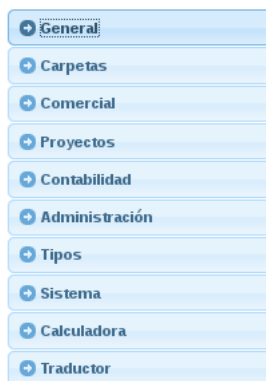 General
Carpetas
Comercial
Proyectos
Contabilidad
Administración
Tipos
Sistema
Calculadora
Traductor